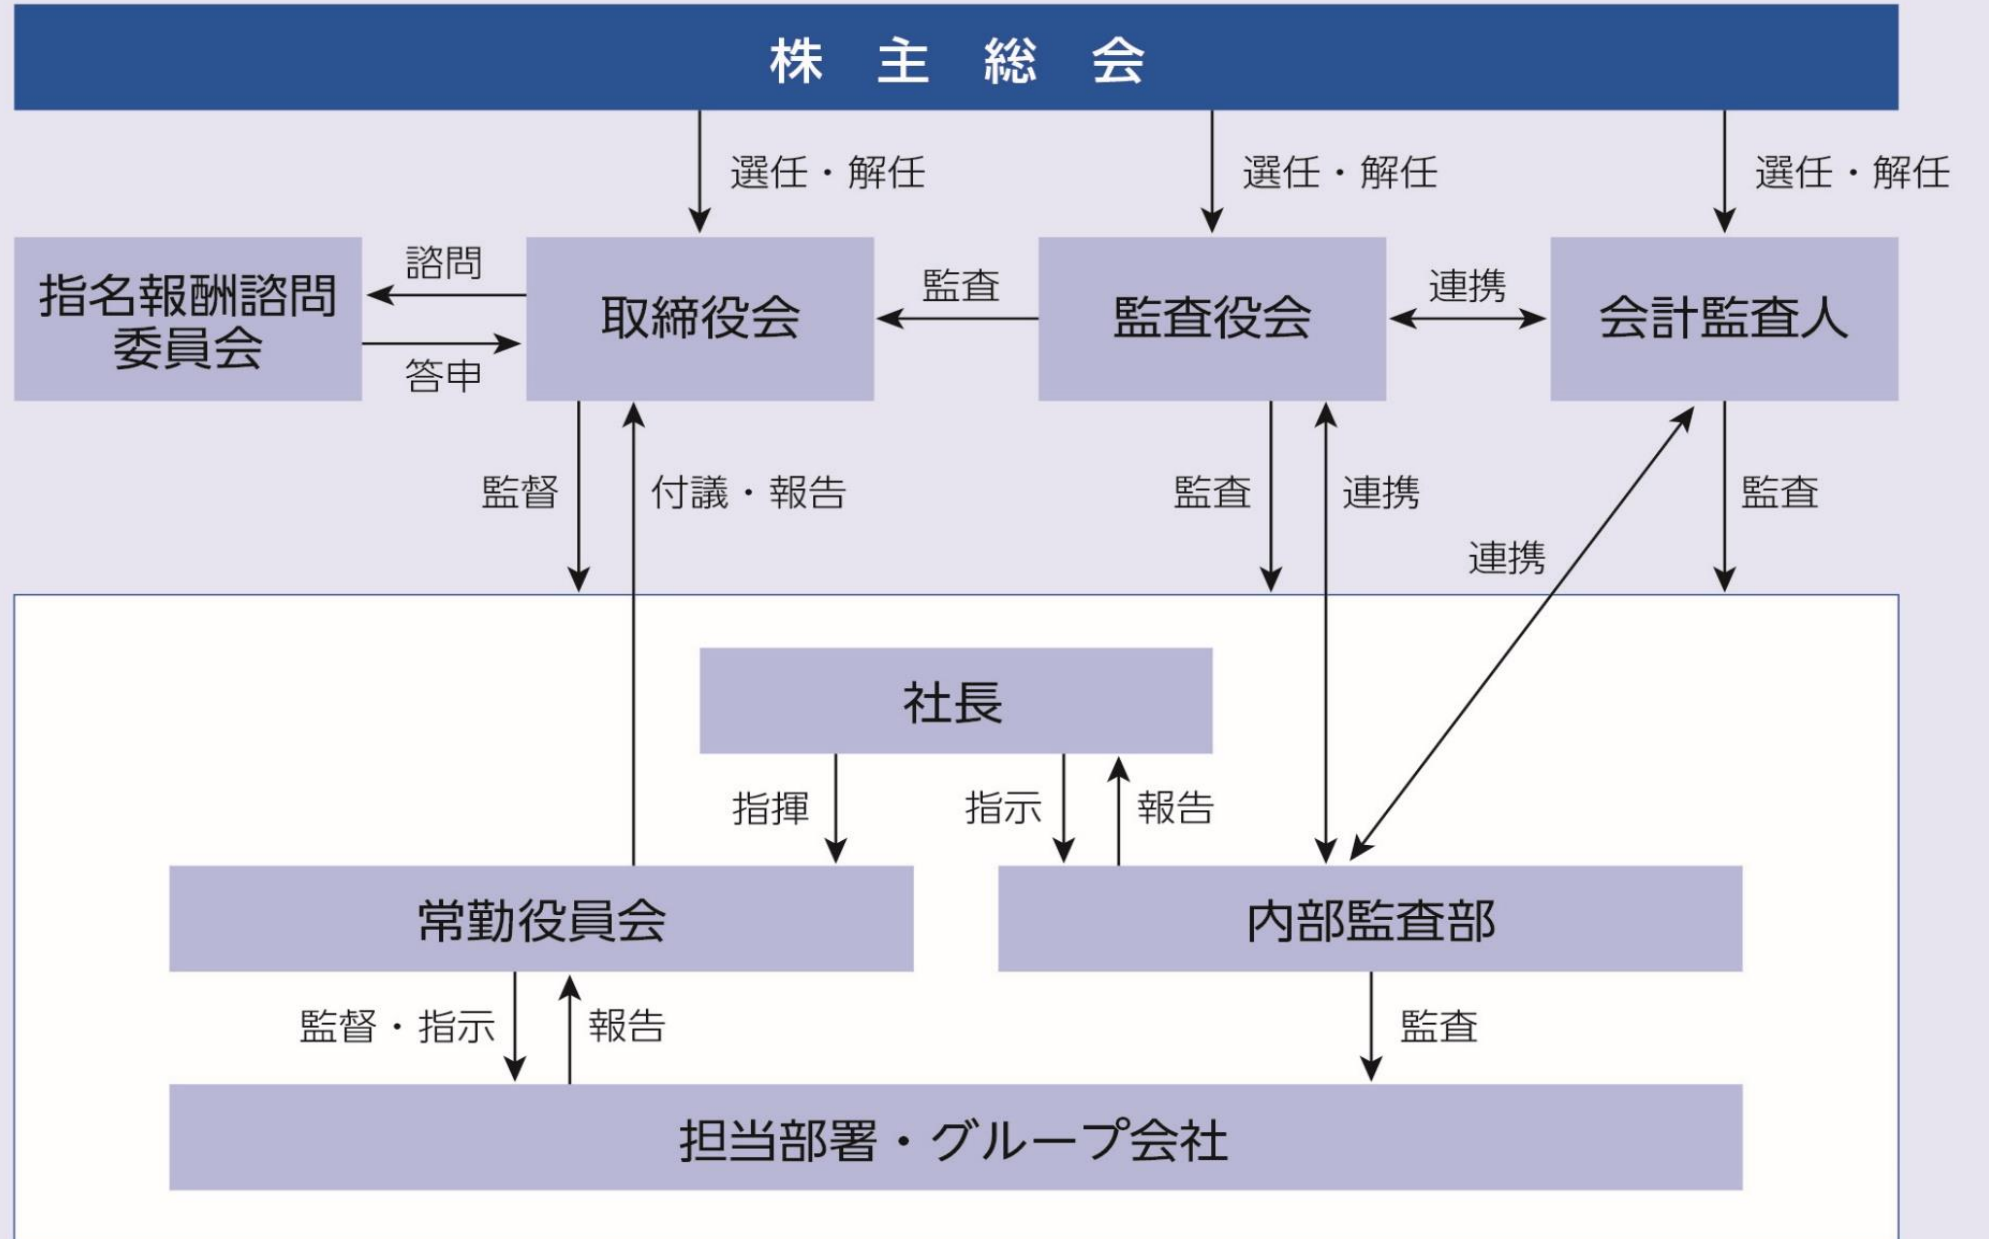 株主総会
選任・解任
選任・解任
選任・解任
指名報酬諮問
委員会
諮問
答申
取締役会
監査
監査役会
連携
会計監査人
監督
付議・報告
監査
連携
連携
監査
社長
指揮
指示
報告
常勤役員会
内部監査部
監督・指示
報告
監査
担当部署・グループ会社